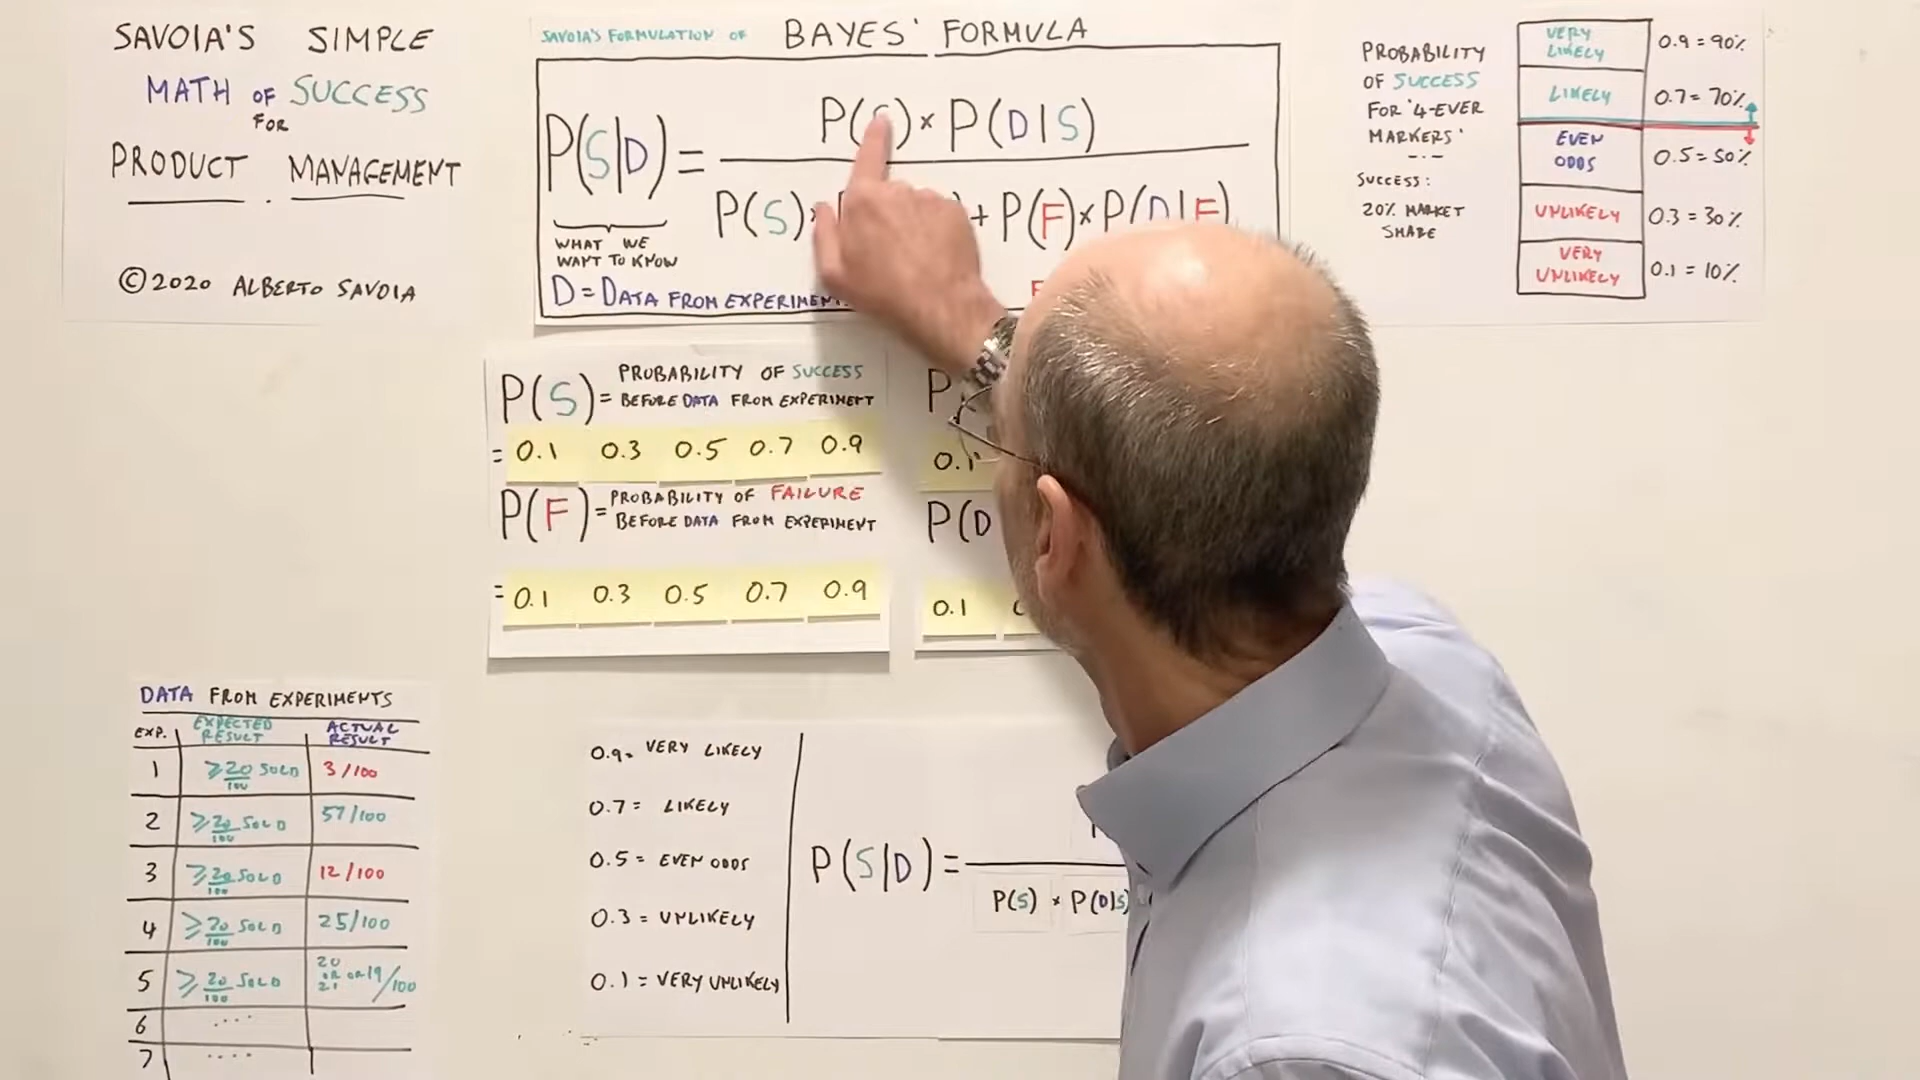 SAVOIA'S SIMPLE
MATH OF SUCCESS
FOR
PRODUCT MANAGEMENT
©2020 ALBERTO SAVOIA
SAVOIA'S FORMULATION OF BAYES' FORMULA
P(S|D) =
P(S) × P(D|S)
P(S) × + P(F) × P(D|F)
WHAT WE
WANT TO KNOW
D = DATA FROM EXPERIMENT
PROBABILITY
OF SUCCESS
FOR '4-EVER
MARKERS'
SUCCESS:
20% MARKET
SHARE
VERY LIKELY 0.9 = 90%
LIKELY 0.7 = 70%
EVEN ODDS 0.5 = 50%
UNLIKELY 0.3 = 30%
VERY UNLIKELY 0.1 = 10%
P(S) = PROBABILITY OF SUCCESS
BEFORE DATA FROM EXPERIMENT
= 0.1 0.3 0.5 0.7 0.9
P(F) = PROBABILITY OF FAILURE
BEFORE DATA FROM EXPERIMENT
= 0.1 0.3 0.5 0.7 0.9
P
0.1
P(D
0.1
DATA FROM EXPERIMENTS
EXP. EXPECTED RESULT ACTUAL RESULT
1 ≥ 20/100 SOLD 3/100
2 ≥ 20/100 SOLD 57/100
3 ≥ 20/100 SOLD 12/100
4 ≥ 20/100 SOLD 25/100
5 ≥ 20/100 SOLD 20 OR 21 OR 19/100
6 ....
7 ....
0.9 = VERY LIKELY
0.7 = LIKELY
0.5 = EVEN ODDS
0.3 = UNLIKELY
0.1 = VERY UNLIKELY
P(S|D) =
P(S) × P(D|S)